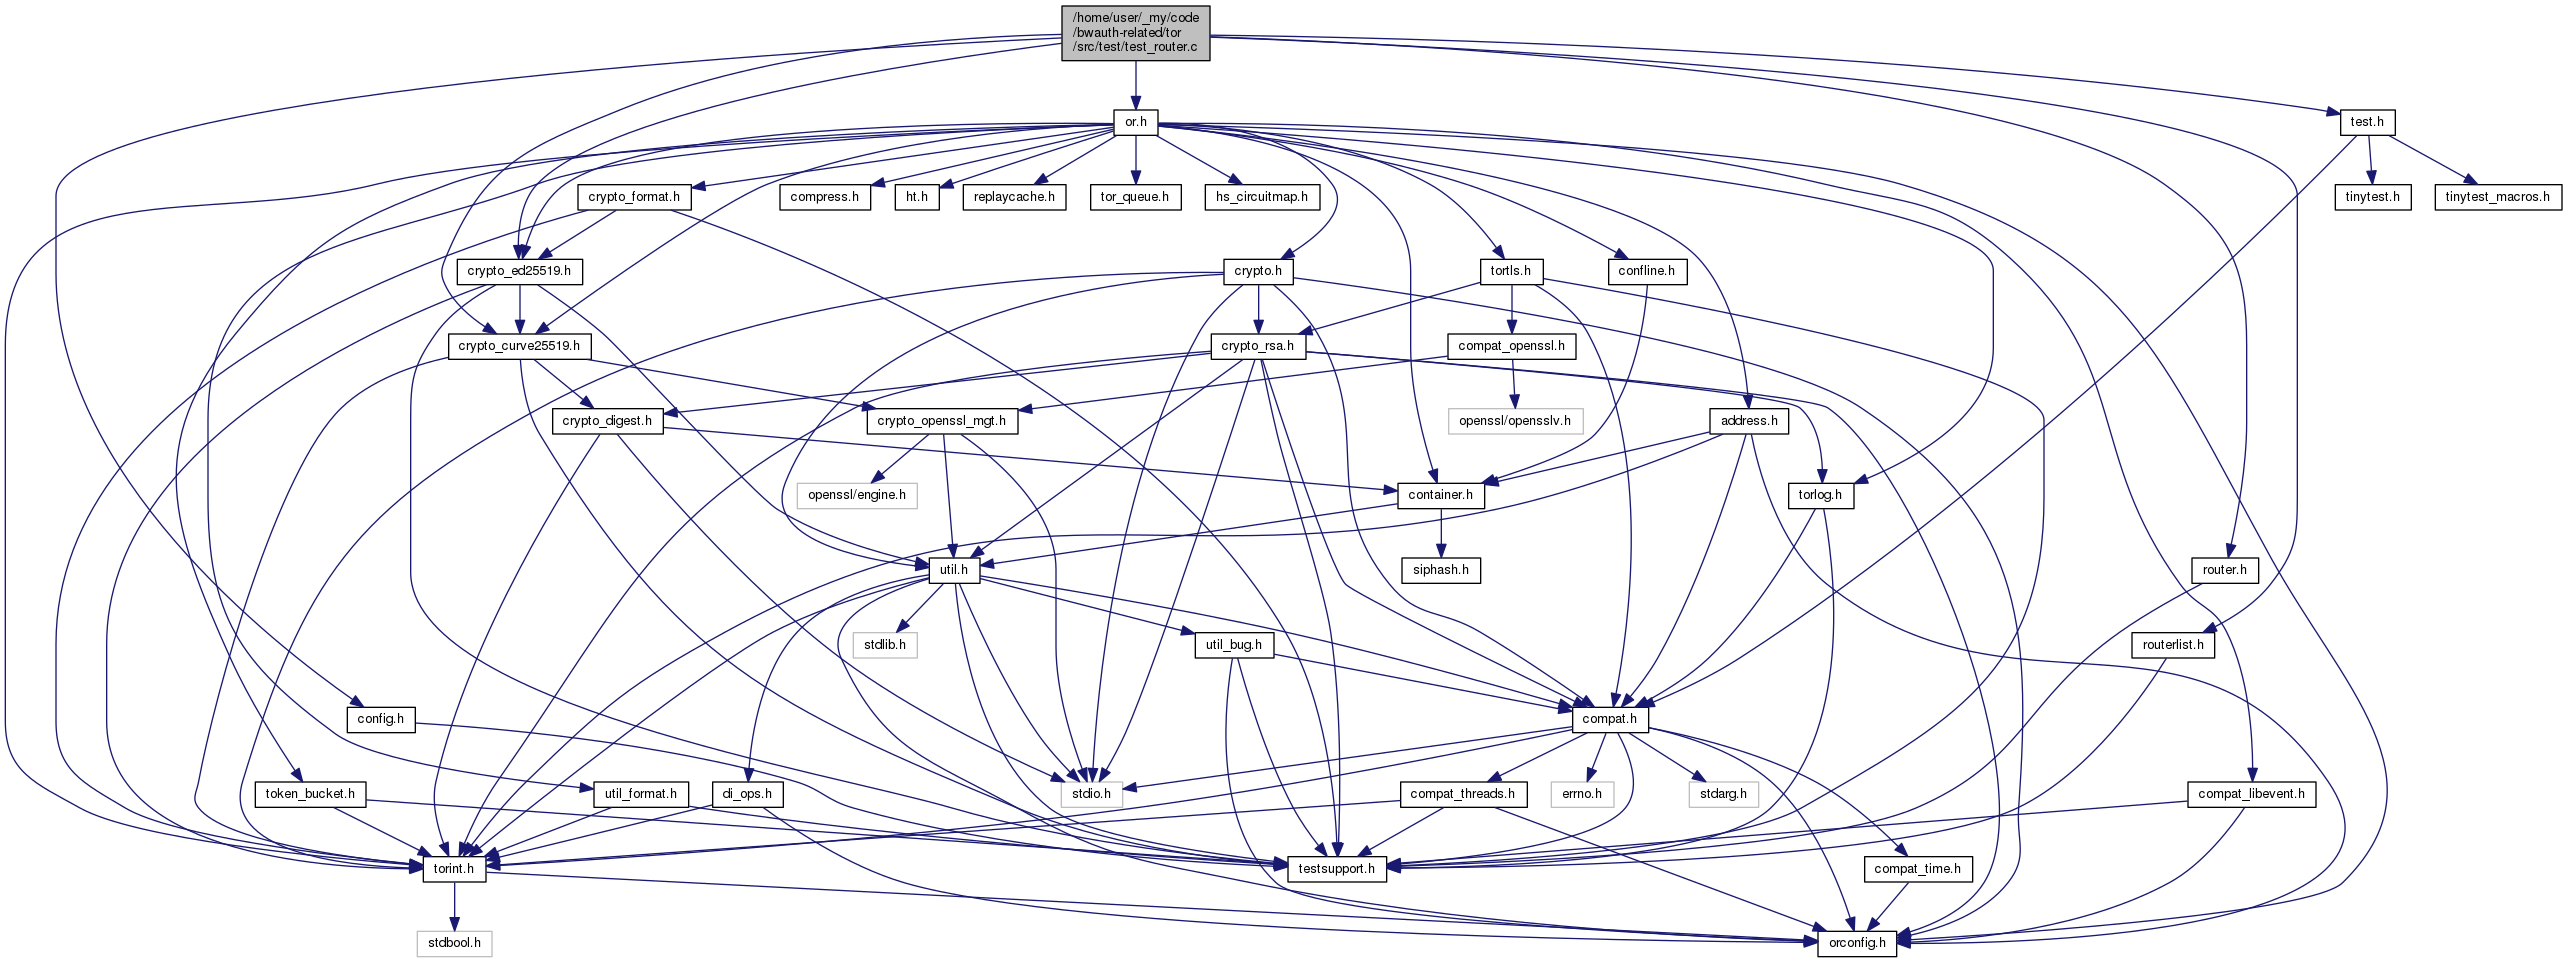 /home/user/_my/code
/bwauth-related/tor
/src/test/test_router.c
or.h
test.h
crypto_format.h
compress.h
ht.h
replaycache.h
tor_queue.h
hs_circuitmap.h
tinytest.h
tinytest_macros.h
crypto_ed25519.h
crypto.h
tortls.h
confline.h
crypto_curve25519.h
crypto_rsa.h
compat_openssl.h
crypto_digest.h
crypto_openssl_mgt.h
openssl/opensslv.h
address.h
openssl/engine.h
container.h
torlog.h
util.h
siphash.h
router.h
stdlib.h
util_bug.h
routerlist.h
config.h
compat.h
token_bucket.h
util_format.h
di_ops.h
stdio.h
compat_threads.h
errno.h
stdarg.h
compat_libevent.h
torint.h
testsupport.h
compat_time.h
stdbool.h
orconfig.h